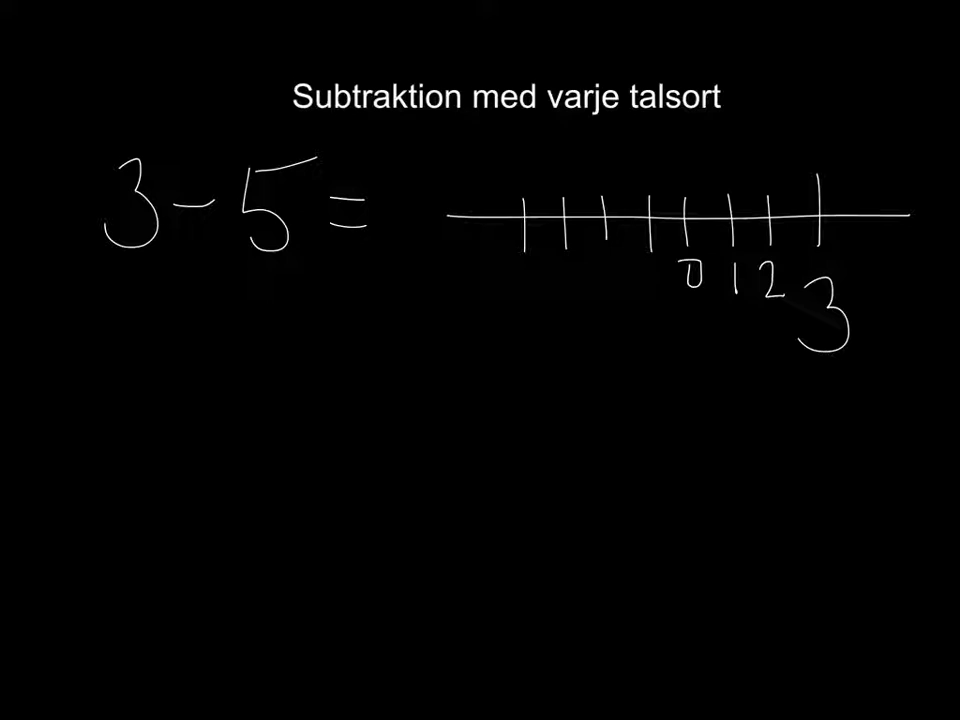 Subtraktion med varje talsort
3 - 5 =
0 1 2 3